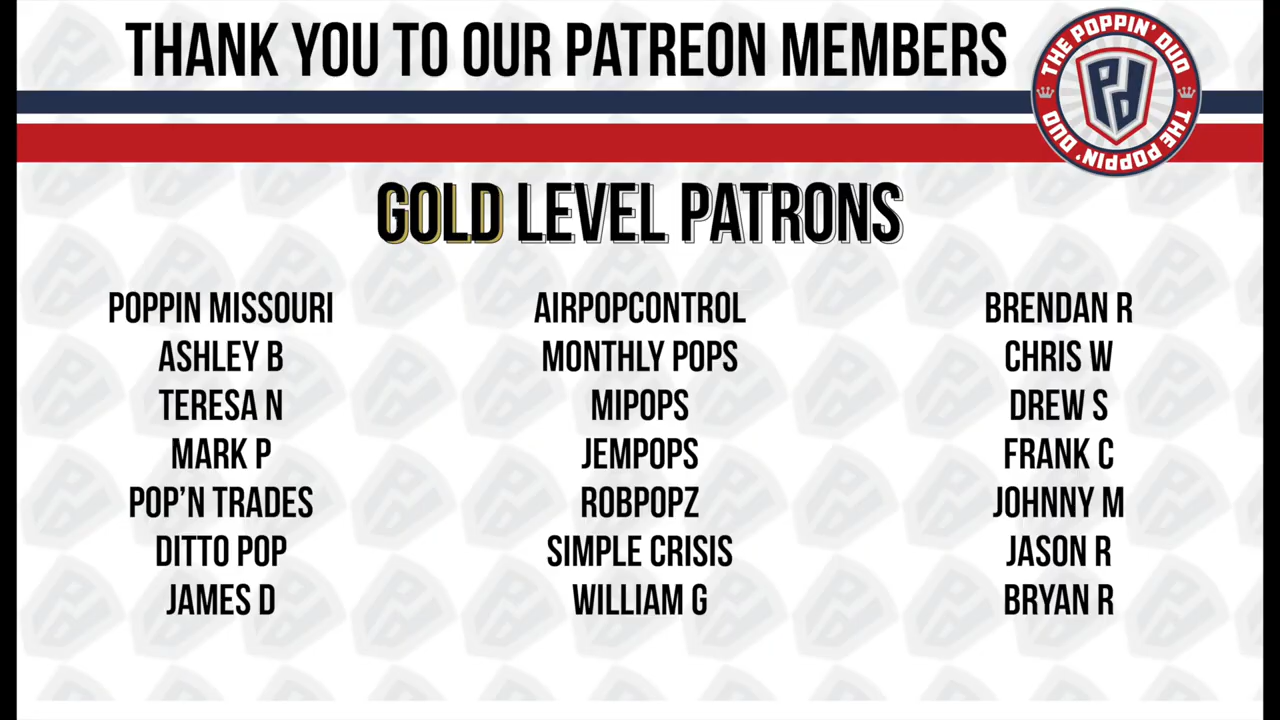 THANK YOU TO OUR PATREON MEMBERS
THE POPPIN' DUO
PD
THE POPPIN' DUO
GOLD LEVEL PATRONS
POPPIN MISSOURI
ASHLEY B
TERESA N
MARK P
POP'N TRADES
DITTO POP
JAMES D
AIRPOPCONTROL
MONTHLY POPS
MIPOPS
JEMPOPS
ROBPOPZ
SIMPLE CRISIS
WILLIAM G
BRENDAN R
CHRIS W
DREW S
FRANK C
JOHNNY M
JASON R
BRYAN R